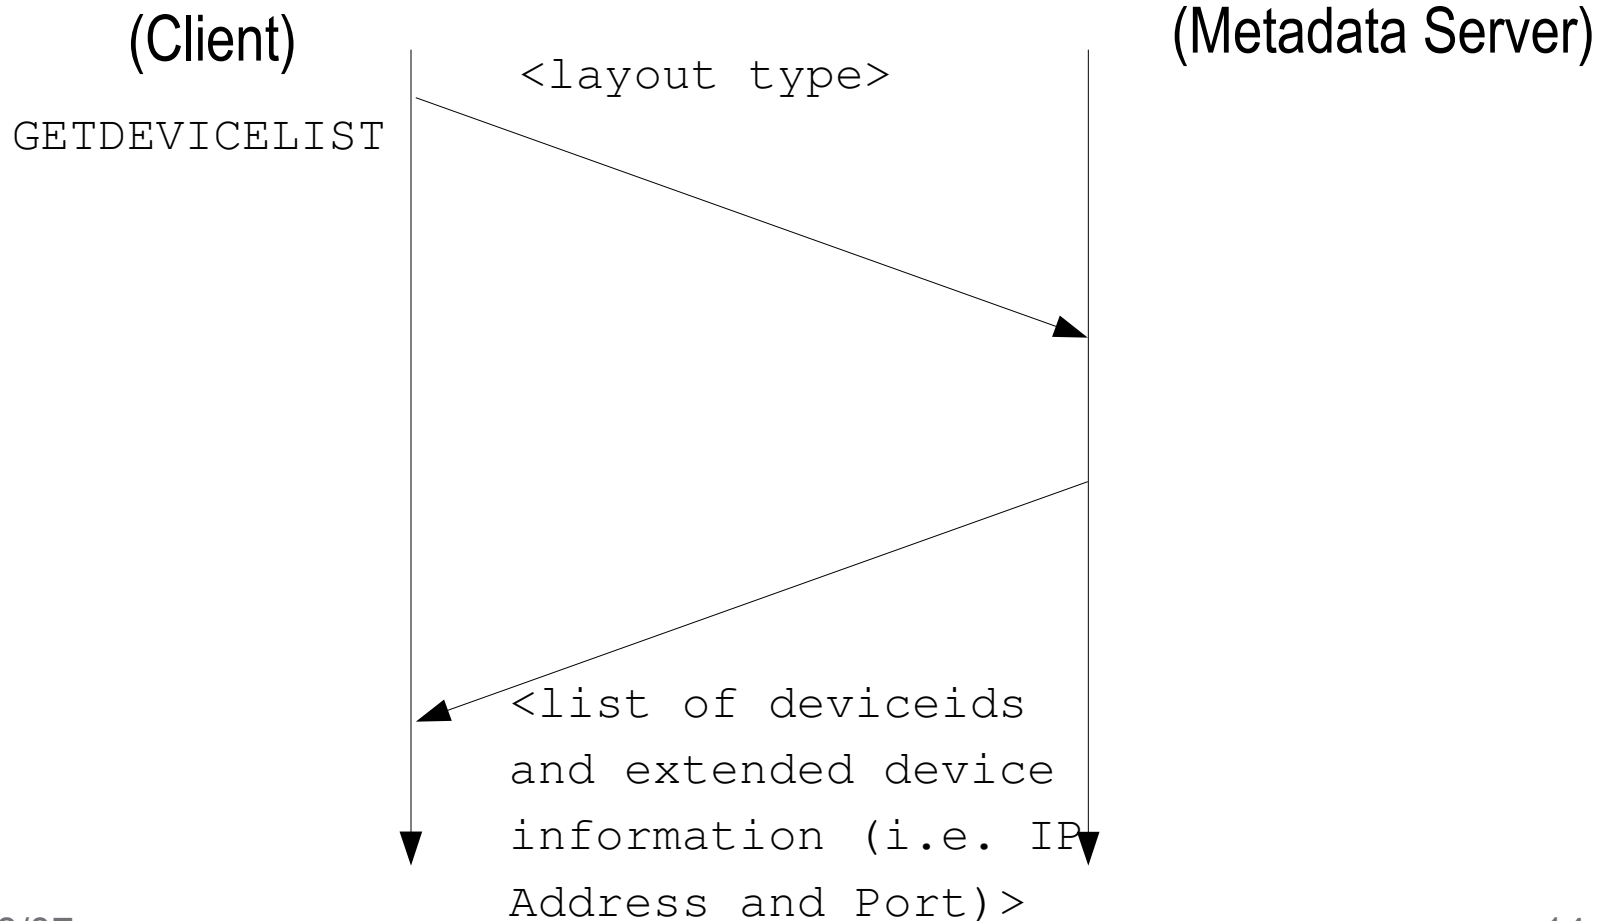 (Client)
(Metadata Server)
<layout type>
GETDEVICELIST
<list of deviceids
and extended device
information (i.e. IP
Address and Port)>